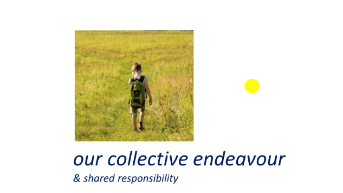 our collective endeavour
& shared responsibility